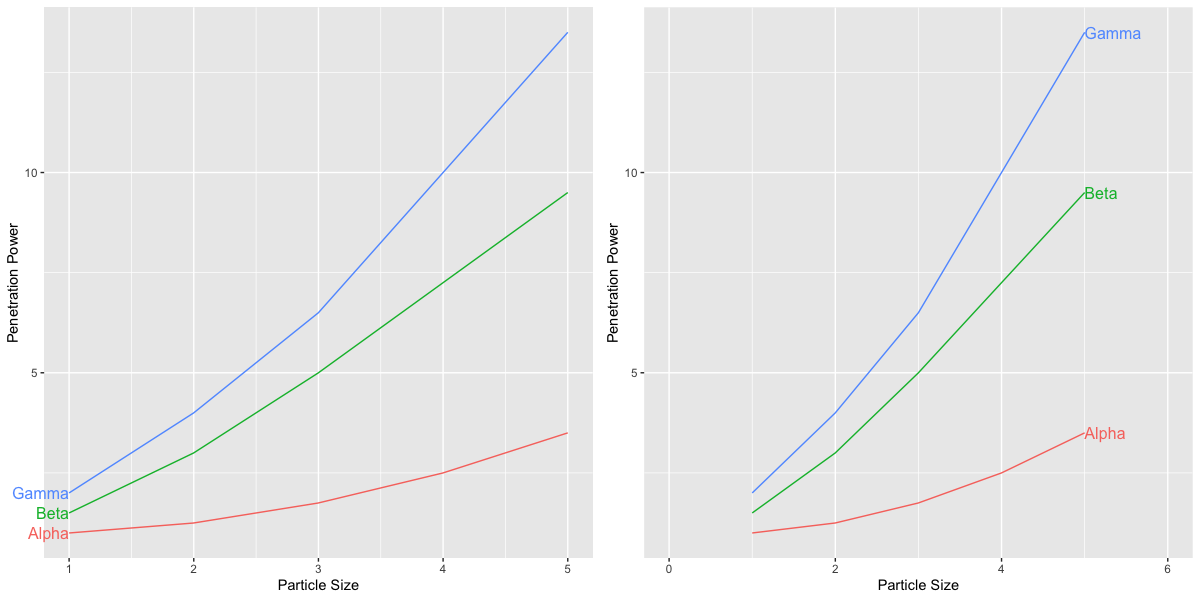 Penetration Power
10
5
Gamma
Beta
Alpha
1 2 3 4 5
Particle Size
Penetration Power
10
5
Gamma
Beta
Alpha
0 2 4 6
Particle Size